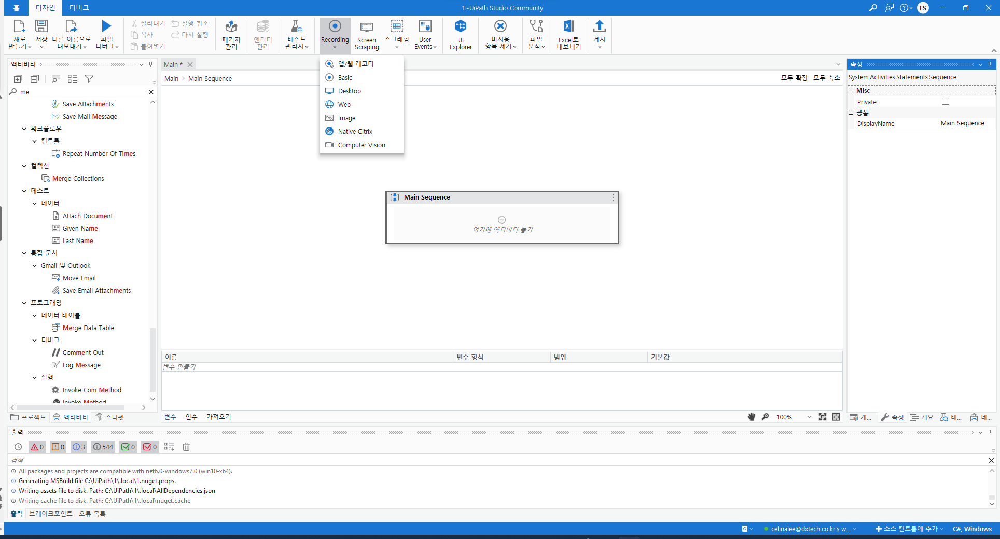 홈 디자인 디버그 1~UiPath Studio Community LS
새로 만들기
저장
다른 이름으로 내보내기
파일 디버그
잘라내기
복사
붙여넣기
실행 취소
다시 실행
패키지 관리
엔터티 관리
테스트 관리자
Recording
Screen Scraping
스크래핑
User Events
UI Explorer
미사용 항목 제거
파일 분석
Excel로 내보내기
게시
앱/웹 레코더
Basic
Desktop
Web
Image
Native Citrix
Computer Vision
액티비티
me
Save Attachments
Save Mail Message
워크플로우
컨트롤
Repeat Number Of Times
컬렉션
Merge Collections
테스트
데이터
Attach Document
Given Name
Last Name
통합 문서
Gmail 및 Outlook
Move Email
Save Email Attachments
프로그래밍
데이터 테이블
Merge Data Table
디버그
Comment Out
Log Message
실행
Invoke Com Method
Invoke Method
프로젝트 액티비티 스니펫
Main *
Main Main Sequence 모두 확장 모두 축소
Main Sequence
여기에 액티비티 놓기
이름 변수 형식 범위 기본값
변수 만들기
변수 인수 가져오기 100%
속성
System.Activities.Statements.Sequence
Misc
Private
공통
DisplayName Main Sequence
개... 속성 개요 테... 데...
출력
0 0 3 544 0 0
검색
All packages and projects are compatible with net6.0-windows7.0 (win10-x64).
Generating MSBuild file C:\UiPath\1\.local\1.nuget.props.
Writing assets file to disk. Path: C:\UiPath\1\.local\AllDependencies.json
Writing cache file to disk. Path: C:\UiPath\1\.local\nuget.cache
출력 브레이크포인트 오류 목록
celinalee@dxtech.co.kr's w... 소스 컨트롤에 추가 C#, Windows